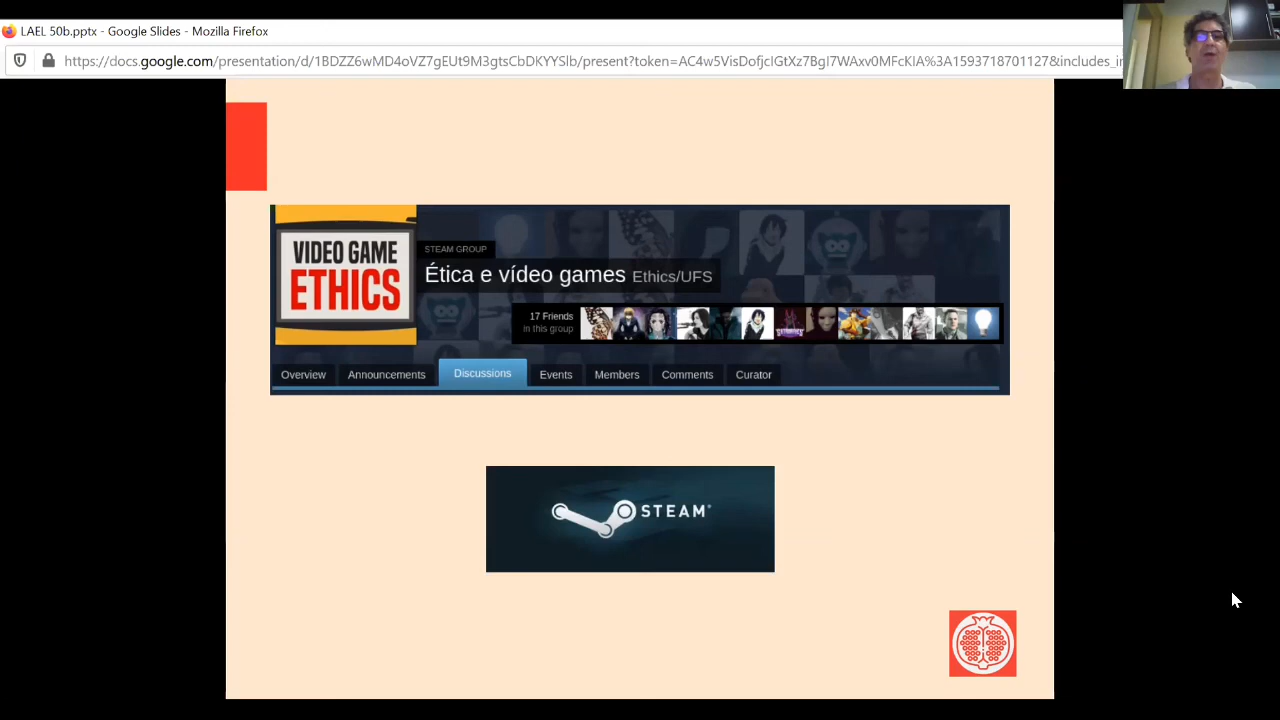 LAEL 50b.pptx - Google Slides - Mozilla Firefox
https://docs.google.com/presentation/d/1BDZZ6wMD4oVZ7gEUt9M3gtsCbDKYYSlb/present?token=AC4w5VisDofjcIGtXz7BgI7WAxv0MFcKIA%3A1593718701127&includes_i
VIDEO GAME
ETHICS
STEAM GROUP
Ética e vídeo games Ethics/UFS
17 Friends
in this group
Overview Announcements Discussions Events Members Comments Curator
STEAM®